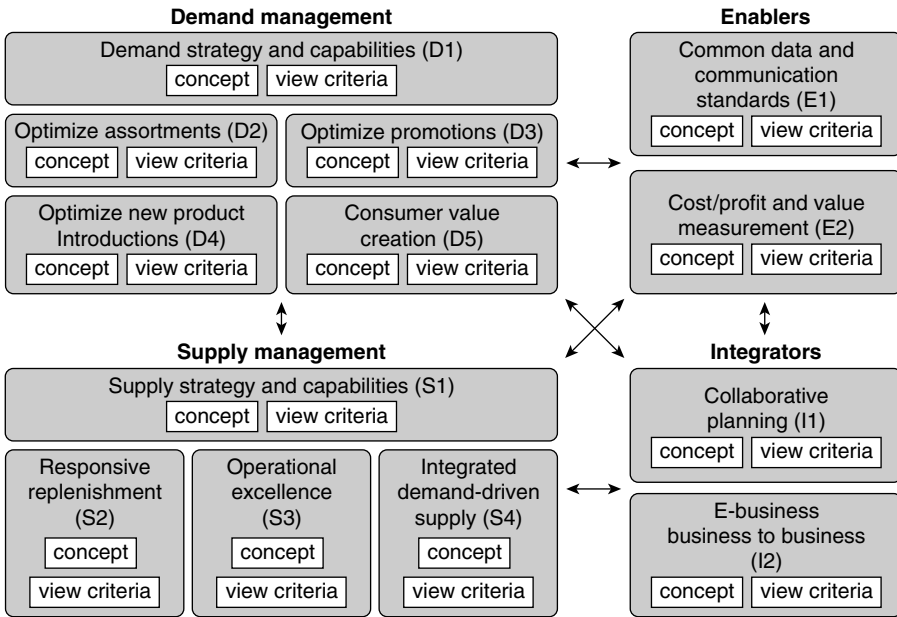 Demand management
Demand strategy and capabilities (D1)
concept view criteria
Optimize assortments (D2)
concept view criteria
Optimize promotions (D3)
concept view criteria
Optimize new product
Introductions (D4)
concept view criteria
Consumer value
creation (D5)
concept view criteria
Enablers
Common data and
communication
standards (E1)
concept view criteria
Cost/profit and value
measurement (E2)
concept view criteria
Supply management
Supply strategy and capabilities (S1)
concept view criteria
Responsive
replenishment
(S2)
concept
view criteria
Operational
excellence
(S3)
concept
view criteria
Integrated
demand-driven
supply (S4)
concept
view criteria
Integrators
Collaborative
planning (I1)
concept view criteria
E-business
business to business
(I2)
concept view criteria